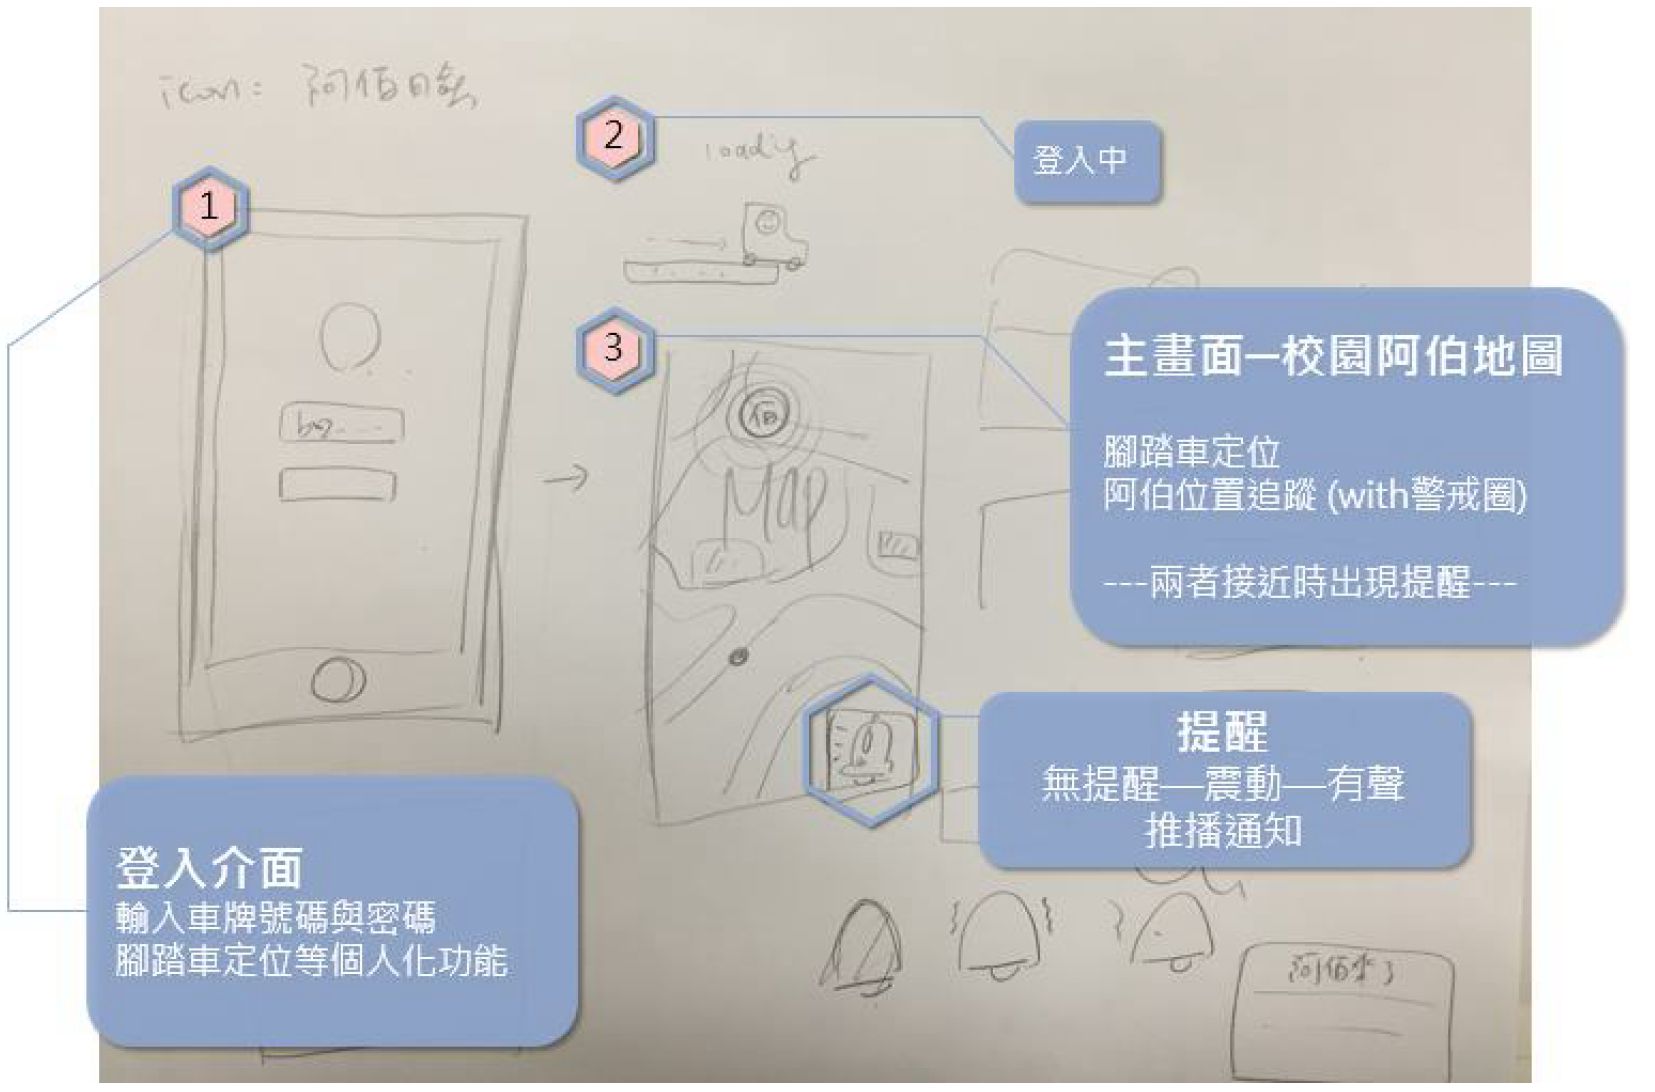 icon: 阿伯日誌
1
2
loading
登入中
3
伯
Map
主畫面—校園阿伯地圖
腳踏車定位
阿伯位置追蹤 (with警戒圈)
---兩者接近時出現提醒---
提醒
無提醒—震動—有聲
推播通知
登入介面
輸入車牌號碼與密碼
腳踏車定位等個人化功能
阿伯來了